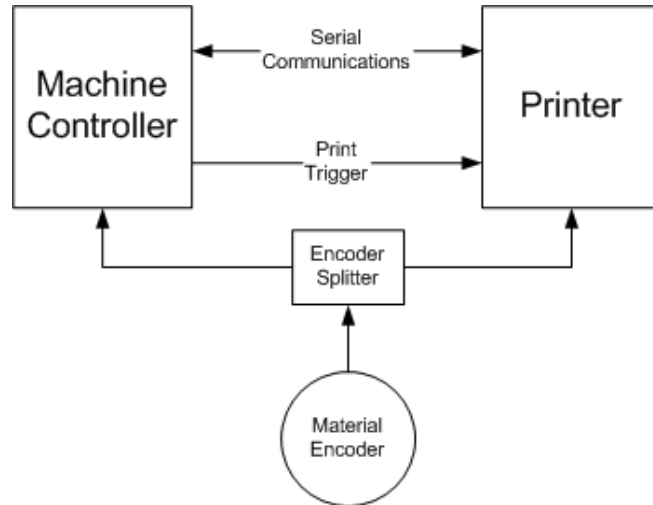 Serial
Communications
Machine
Controller
Printer
Print
Trigger
Encoder
Splitter
Material
Encoder